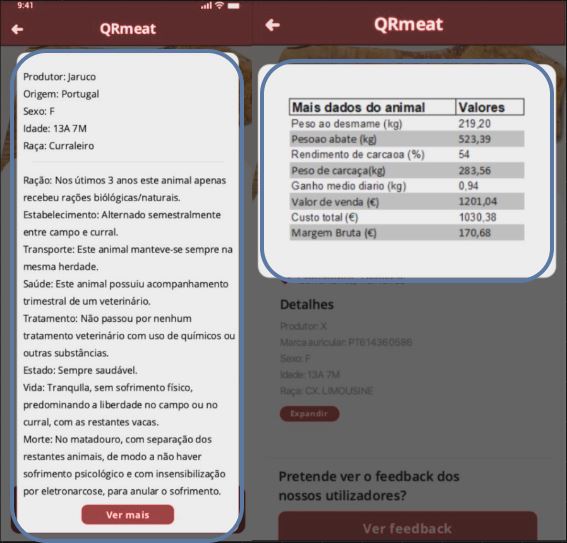 9:41
QRmeat
Produtor: Jaruco
Origem: Portugal
Sexo: F
Idade: 13A 7M
Raça: Curraleiro
Ração: Nos útimos 3 anos este animal apenas
recebeu rações biólógicas/naturais.
Estabelecimento: Alternado semestralmente
entre campo e curral.
Transporte: Este animal manteve-se sempre na
mesma herdade.
Saúde: Este animal possuiu acompanhamento
trimestral de um veterinário.
Tratamento: Não passou por nenhum
tratamento veterinário com uso de químicos ou
outras substâncias.
Estado: Sempre saudável.
Vida: Tranquila, sem sofrimento físico,
predominando a liberdade no campo ou no
curral, com as restantes vacas.
Morte: No matadouro, com separação dos
restantes animais, de modo a não haver
sofrimento psicológico e com insensibilização
por eletronarcose, para anular o sofrimento.
Ver mais
QRmeat
Mais dados do animal Valores
Peso ao desmame (kg) 219,20
Pesoao abate (kg) 523,39
Rendimento de carcaoa (%) 54
Peso de carcaça(kg) 283,56
Ganho medio diario (kg) 0,94
Valor de venda (€) 1201,04
Custo total (€) 1030,38
Margem Bruta (€) 170,68
Detalhes
Produtor: X
Marca auricular: PT614360586
Sexo: F
Idade: 13A 7M
Raça: CX. LIMOUSINE
Expandir
Pretende ver o feedback dos
nossos utilizadores?
Ver feedback